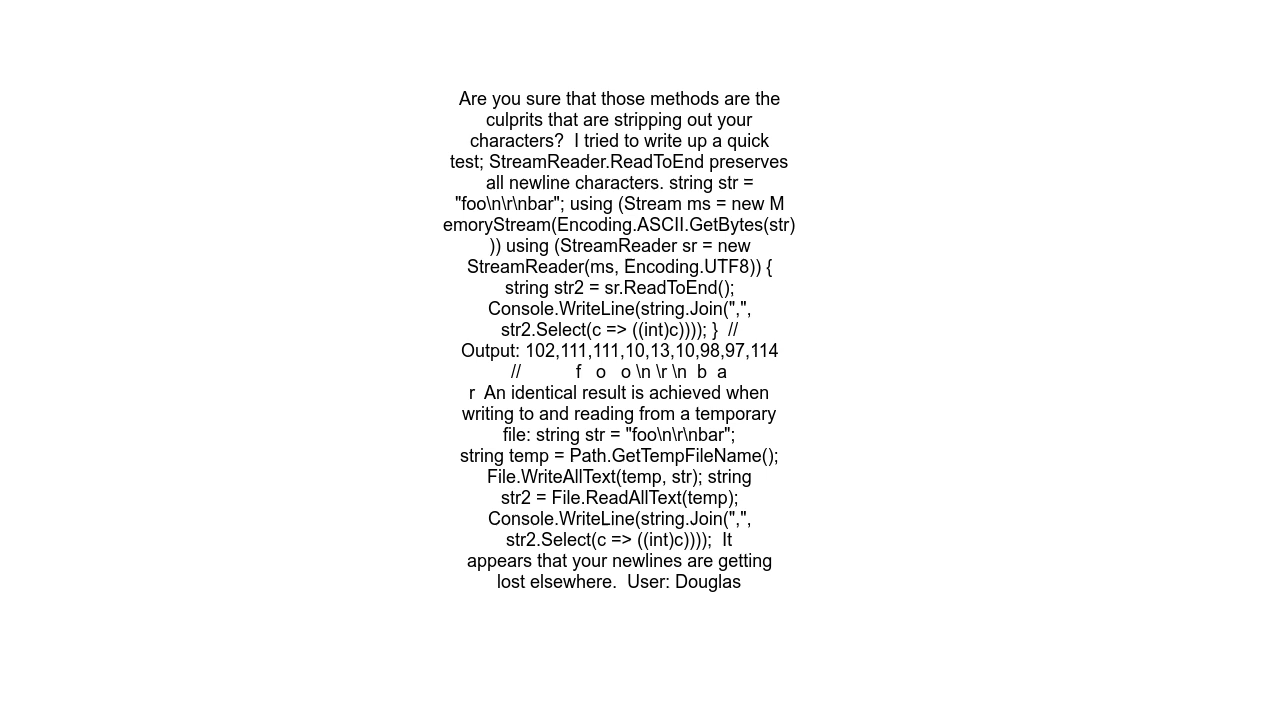 Are you sure that those methods are the
culprits that are stripping out your
characters?  I tried to write up a quick
test; StreamReader.ReadToEnd preserves
all newline characters. string str =
"foo\n\r\nbar"; using (Stream ms = new M
emoryStream(Encoding.ASCII.GetBytes(str)
)) using (StreamReader sr = new
StreamReader(ms, Encoding.UTF8)) {
string str2 = sr.ReadToEnd();
Console.WriteLine(string.Join(",",
str2.Select(c => ((int)c)))); }  //
Output: 102,111,111,10,13,10,98,97,114
//           f   o   o \n \r \n  b  a
r  An identical result is achieved when
writing to and reading from a temporary
file: string str = "foo\n\r\nbar";
string temp = Path.GetTempFileName();
File.WriteAllText(temp, str); string
str2 = File.ReadAllText(temp);
Console.WriteLine(string.Join(",",
str2.Select(c => ((int)c))));  It
appears that your newlines are getting
lost elsewhere.  User: Douglas